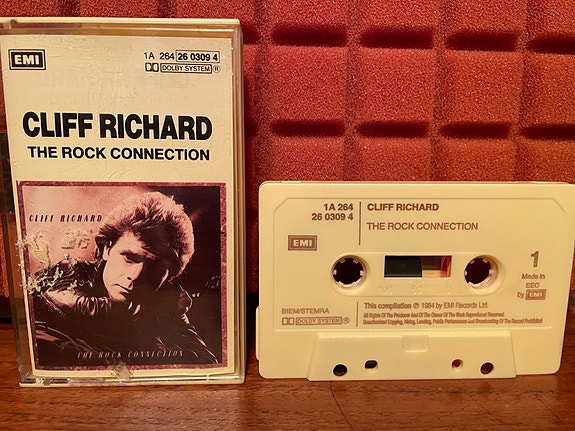 EMI
1A 264 26 0309 4
DOLBY SYSTEM ®
CLIFF RICHARD
THE ROCK CONNECTION
CLIFF RICHARD
THE ROCK CONNECTION
1A 264
26 0309 4
CLIFF RICHARD
THE ROCK CONNECTION
EMI
1
Made in
EEC
by EMI
BIEM/STEMRA
DOLBY SYSTEM ®
This compilation ℗ 1984 by EMI Records Ltd.
All Rights Of The Producer And Of The Owner Of The Work Reproduced Reserved
Unauthorised Copying, Hiring, Lending, Public Performance And Broadcasting Of The Record Prohibited